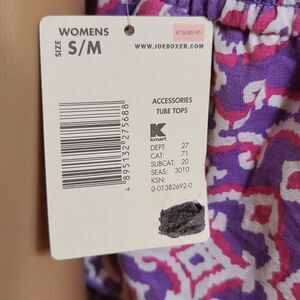 WOMENS
SIZE S/M
WWW.JOEBOXER.COM
ACCESSORIES
TUBE TOPS
K
kmart
DEPT: 27
CAT: 71
SUBCAT: 20
SEAS: 3010
KSN:
0-01382692-0
4 895132 275688